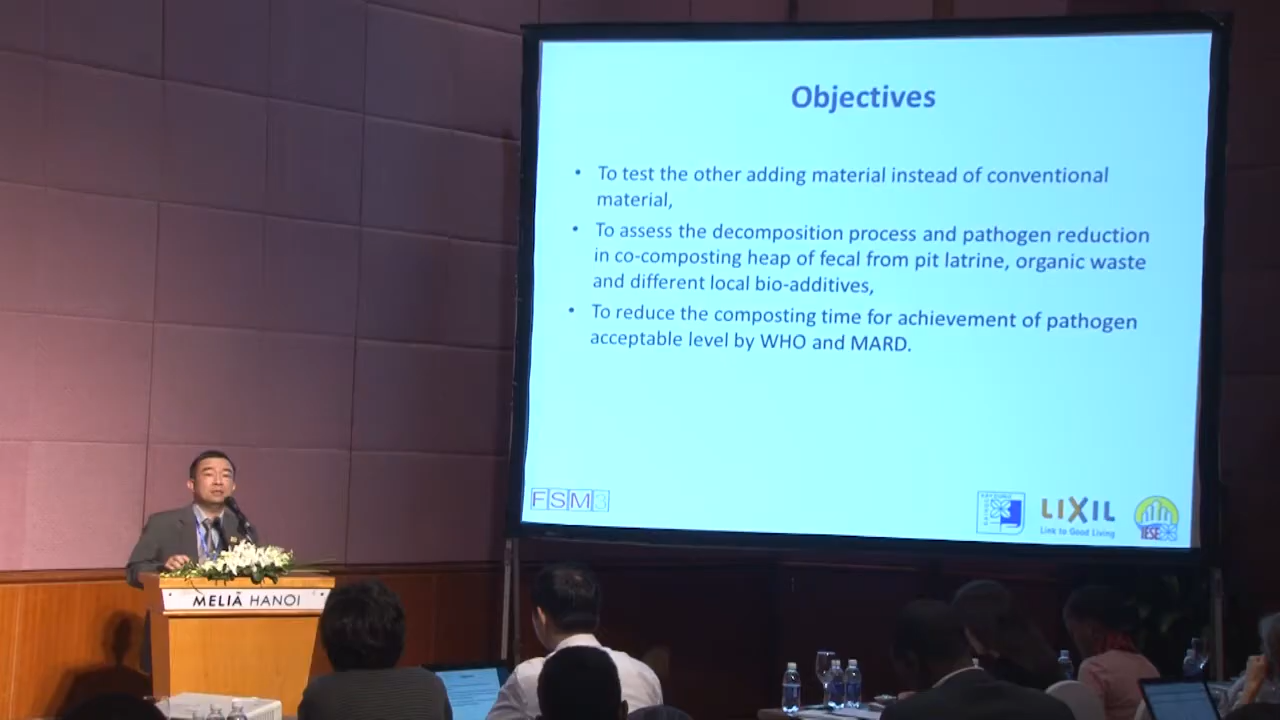 Objectives
• To test the other adding material instead of conventional
material,
• To assess the decomposition process and pathogen reduction
in co-composting heap of fecal from pit latrine, organic waste
and different local bio-additives,
• To reduce the composting time for achievement of pathogen
acceptable level by WHO and MARD.
FSM3
LIXIL
Link to Good Living
IESE
MELIÃ HANOI